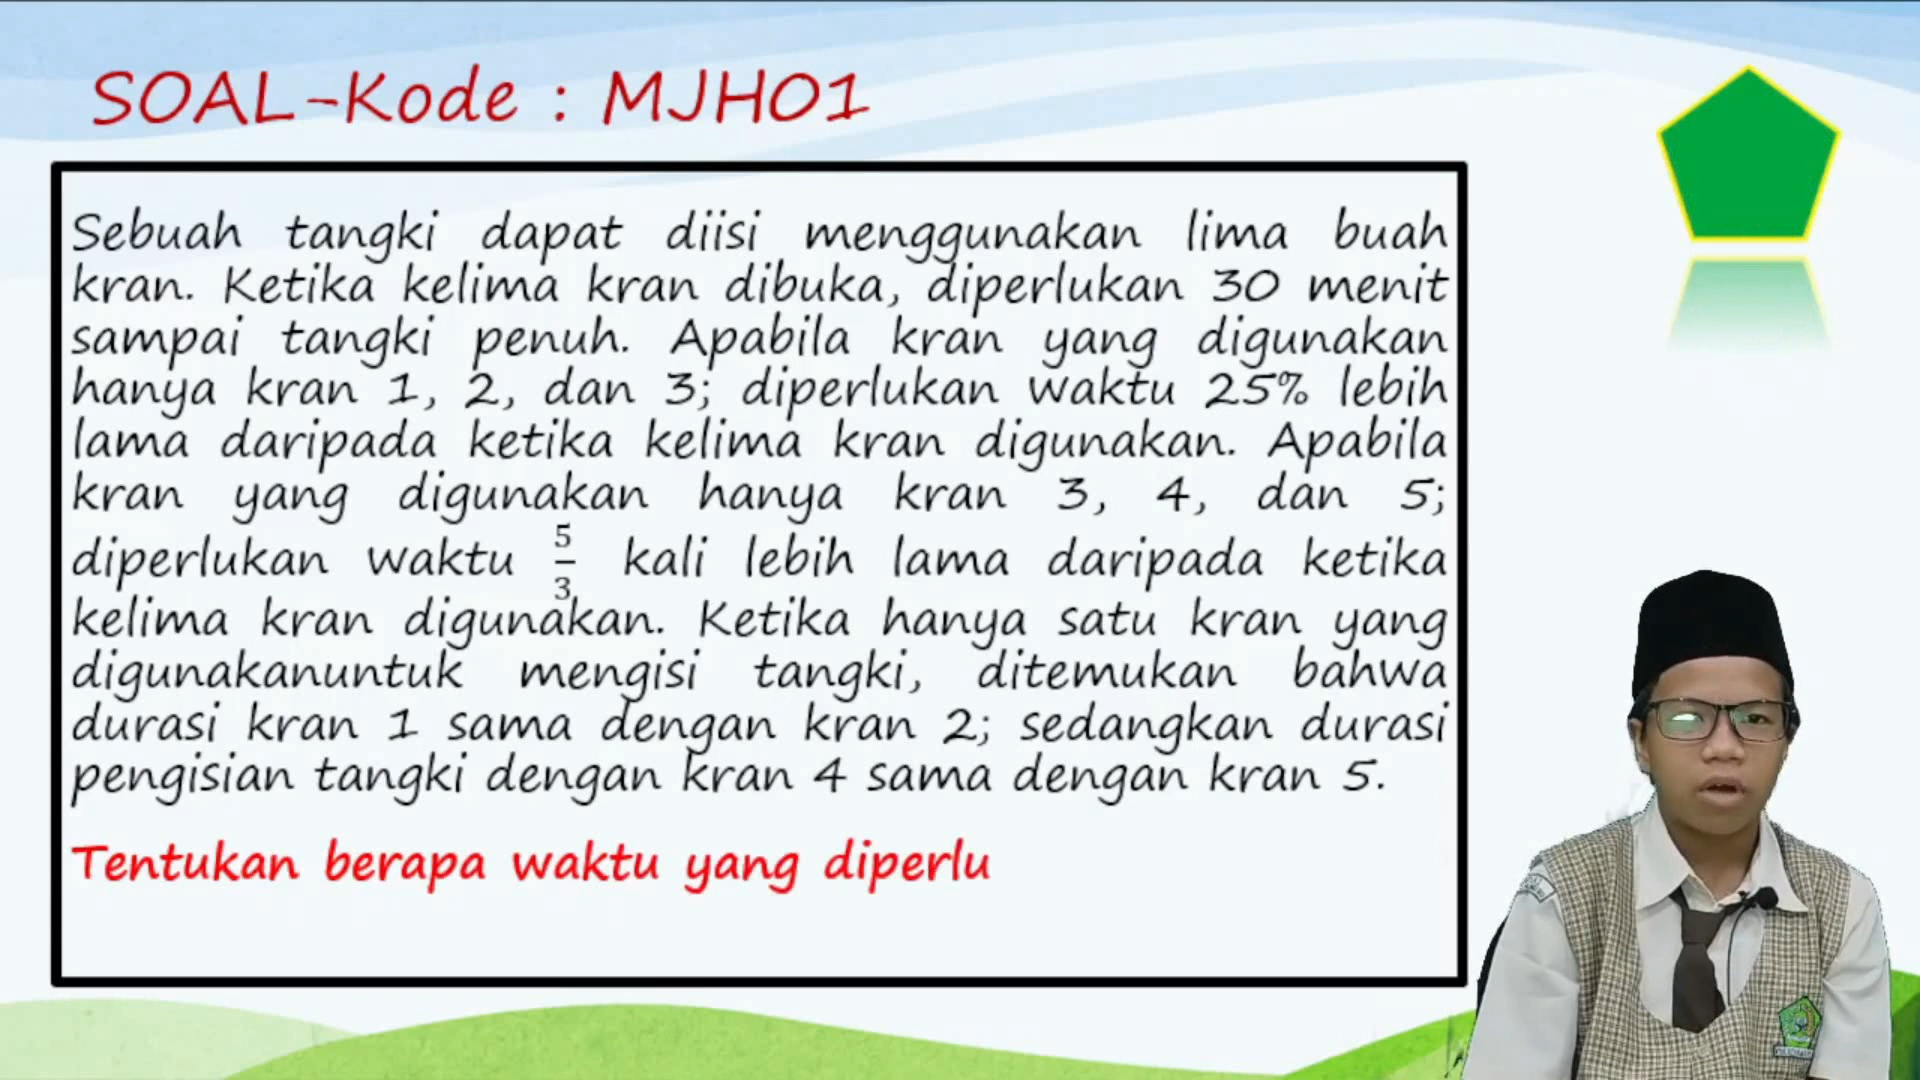 SOAL-Kode : MJH01
Sebuah tangki dapat diisi menggunakan lima buah
kran. Ketika kelima kran dibuka, diperlukan 30 menit
sampai tangki penuh. Apabila kran yang digunakan
hanya kran 1, 2, dan 3; diperlukan waktu 25% lebih
lama daripada ketika kelima kran digunakan. Apabila
kran yang digunakan hanya kran 3, 4, dan 5;
diperlukan waktu 5/3 kali lebih lama daripada ketika
kelima kran digunakan. Ketika hanya satu kran yang
digunakanuntuk mengisi tangki, ditemukan bahwa
durasi kran 1 sama dengan kran 2; sedangkan durasi
pengisian tangki dengan kran 4 sama dengan kran 5.
Tentukan berapa waktu yang diperlu